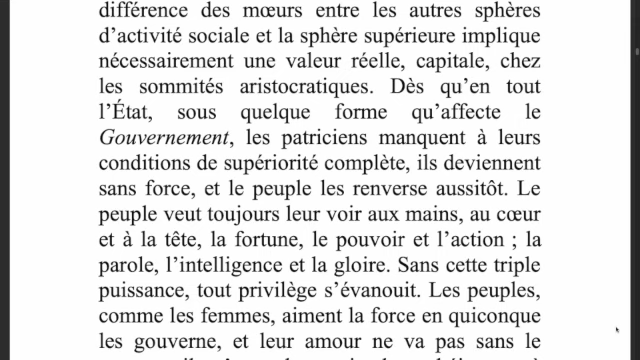 différence des mœurs entre les autres sphères
d’activité sociale et la sphère supérieure implique
nécessairement une valeur réelle, capitale, chez
les sommités aristocratiques. Dès qu’en tout
l’État, sous quelque forme qu’affecte le
Gouvernement, les patriciens manquent à leurs
conditions de supériorité complète, ils deviennent
sans force, et le peuple les renverse aussitôt. Le
peuple veut toujours leur voir aux mains, au cœur
et à la tête, la fortune, le pouvoir et l’action ; la
parole, l’intelligence et la gloire. Sans cette triple
puissance, tout privilège s’évanouit. Les peuples,
comme les femmes, aiment la force en quiconque
les gouverne, et leur amour ne va pas sans le